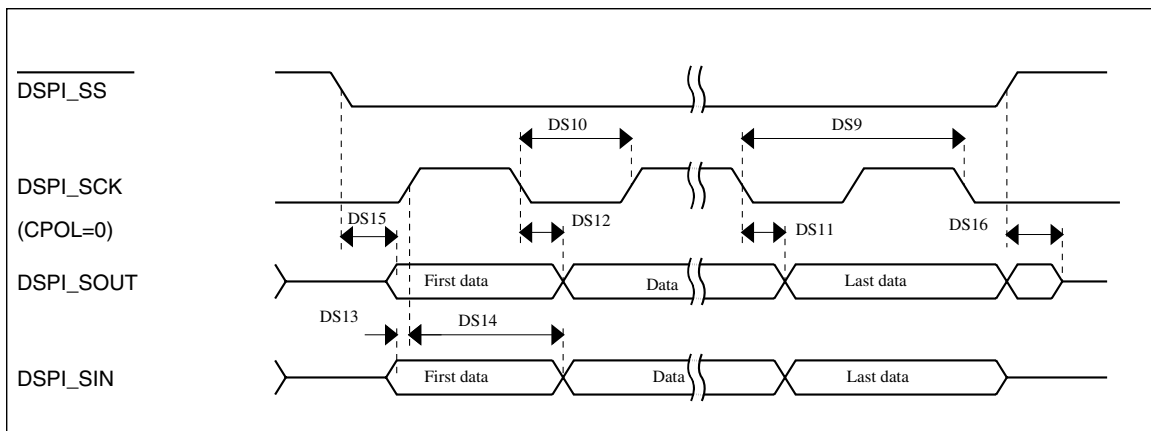 DSPI_SS
DS10
DS9
DSPI_SCK
(CPOL=0)
DS15
DS12
DS11
DS16
DSPI_SOUT
First data
Data
Last data
DS13
DS14
DSPI_SIN
First data
Data
Last data